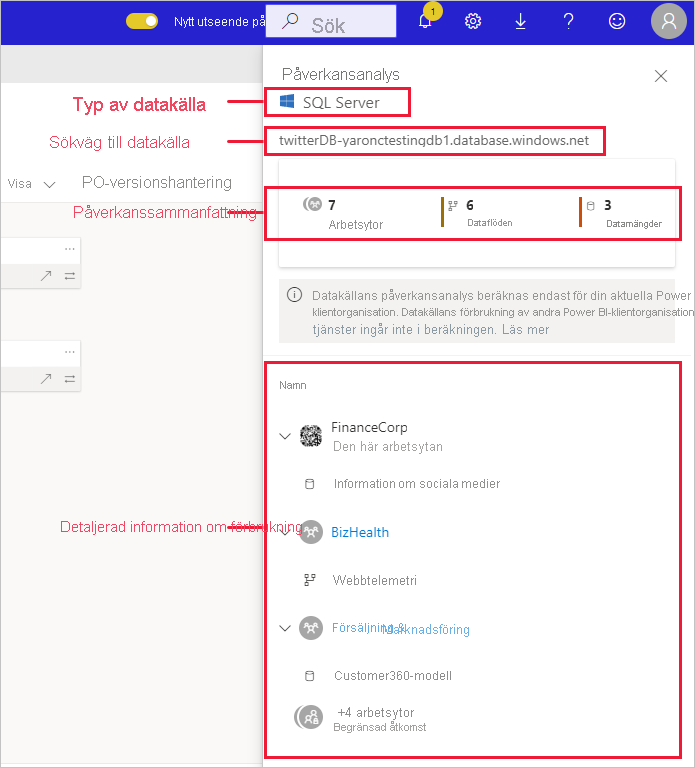 Nytt utseende på
Sök
1
Påverkansanalys
Typ av datakälla
SQL Server
Sökväg till datakälla
twitterDB-yaronctestingdb1.database.windows.net
Visa
PO-versionshantering
Påverkanssammanfattning
7
Arbetsytor
6
Dataflöden
3
Datamängder
Datakällans påverkansanalys beräknas endast för din aktuella Power
klientorganisation. Datakällans förbrukning av andra Power BI-klientorganisation
tjänster ingår inte i beräkningen. Läs mer
Namn
FinanceCorp
Den här arbetsytan
Information om sociala medier
Detaljerad information om förbrukning
BizHealth
Webbtelemetri
Försäljning & Marknadsföring
Customer360-modell
+4 arbetsytor
Begränsad åtkomst